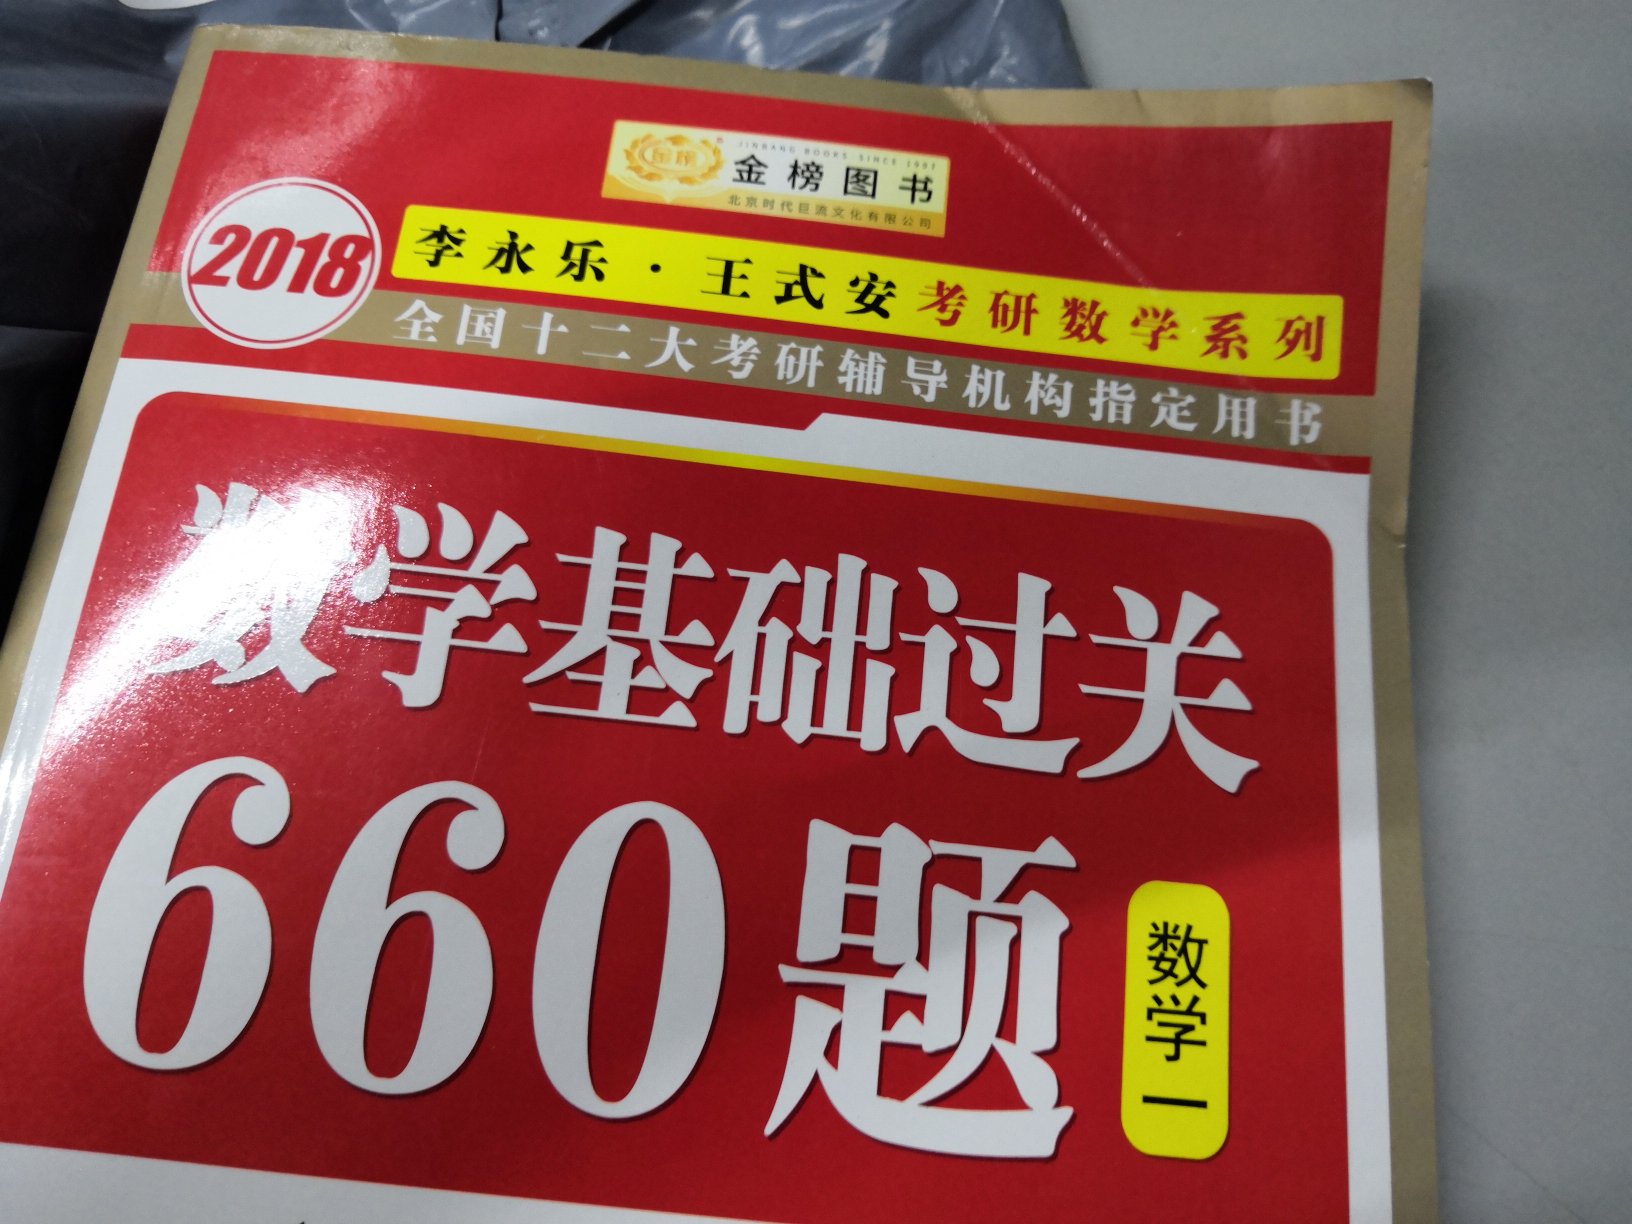 JINBANG BOOKS SINCE 1997
金榜
金榜图书
北京时代巨流文化有限公司
2018
李永乐·王式安考研数学系列
全国十二大考研辅导机构指定用书
数学基础过关
660题
数学一